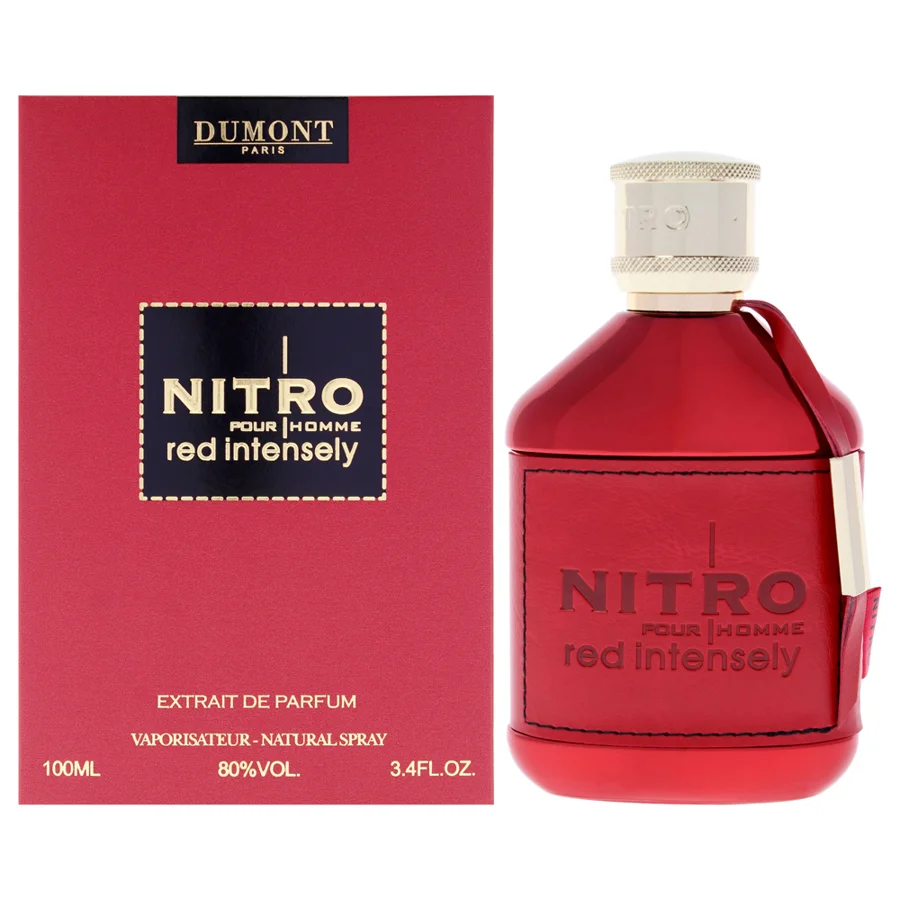 DUMONT
PARIS
NITRO
POUR HOMME
red intensely
EXTRAIT DE PARFUM
VAPORISATEUR - NATURAL SPRAY
100ML 80%VOL. 3.4FL.OZ.
TRO
NITRO
POUR HOMME
red intensely